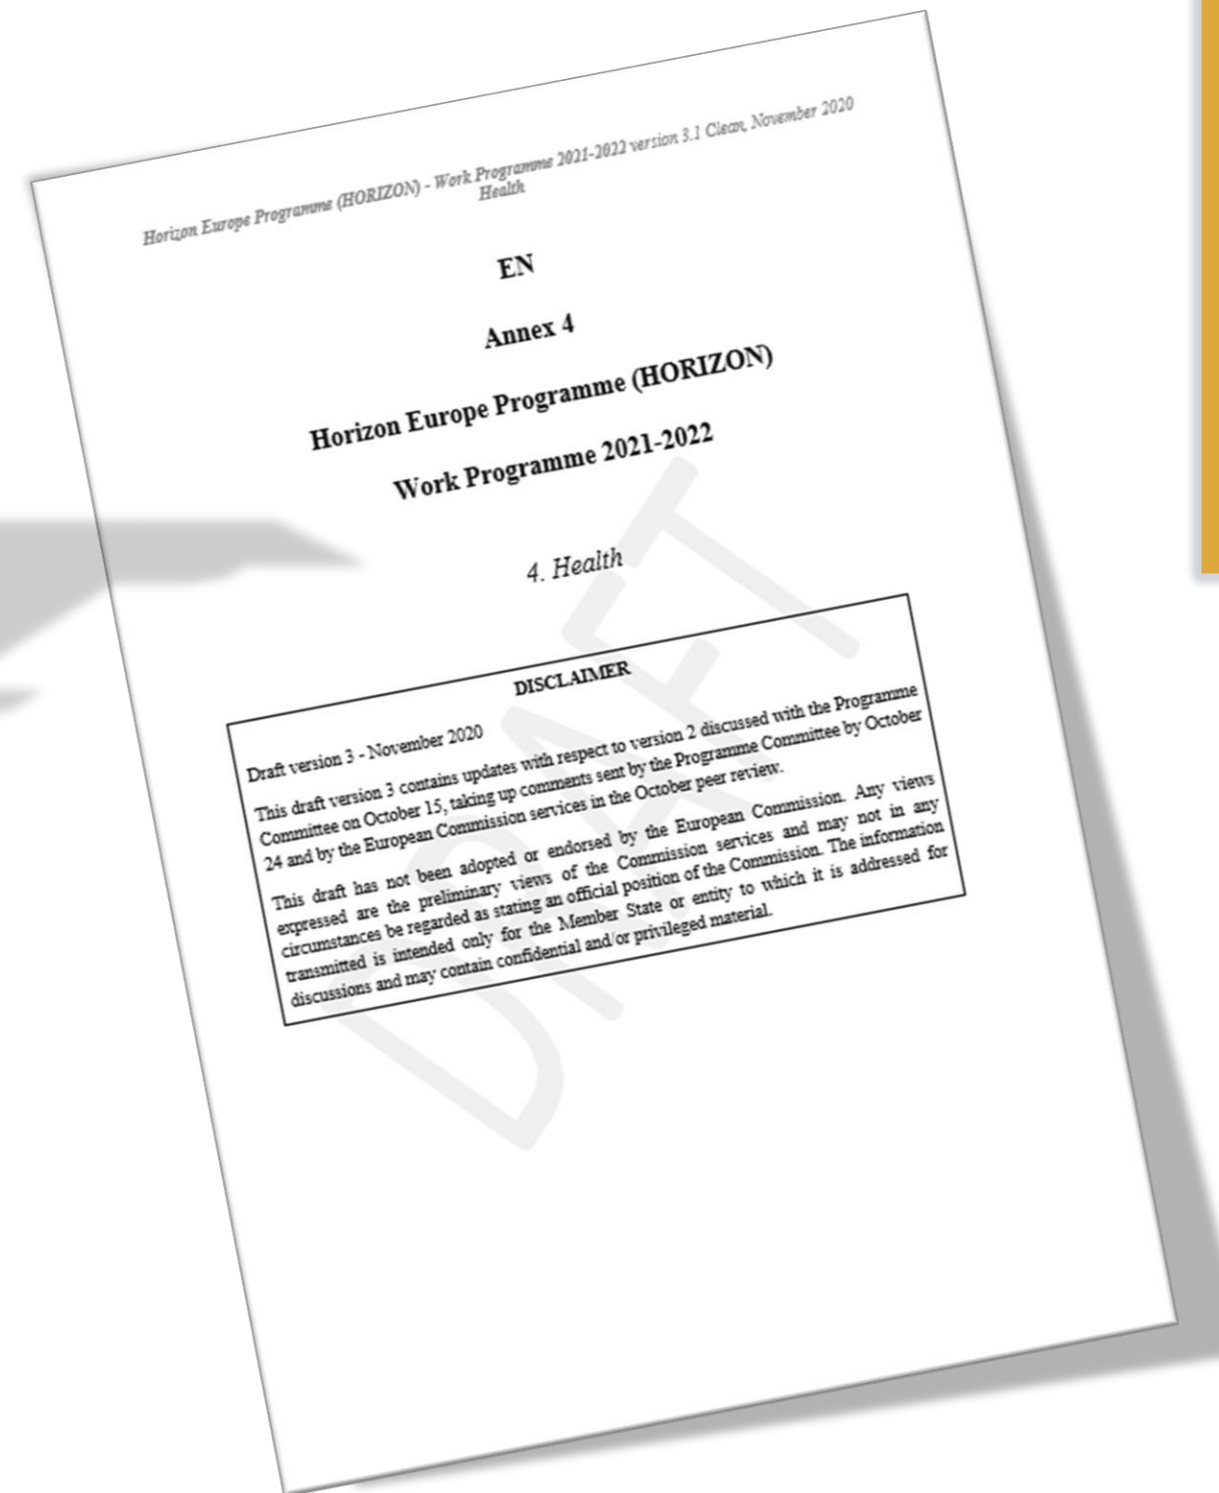 Horizon Europe Programme (HORIZON) - Work Programme 2021-2022 version 3.1 Clean, November 2020
Health
EN
Annex 4
Horizon Europe Programme (HORIZON)
Work Programme 2021-2022
4. Health
DISCLAIMER
Draft version 3 - November 2020
This draft version 3 contains updates with respect to version 2 discussed with the Programme
Committee on October 15, taking up comments sent by the Programme Committee by October
24 and by the European Commission services in the October peer review.
This draft has not been adopted or endorsed by the European Commission. Any views
expressed are the preliminary views of the Commission services and may not in any
circumstances be regarded as stating an official position of the Commission. The information
transmitted is intended only for the Member State or entity to which it is addressed for
discussions and may contain confidential and/or privileged material.
DRAFT